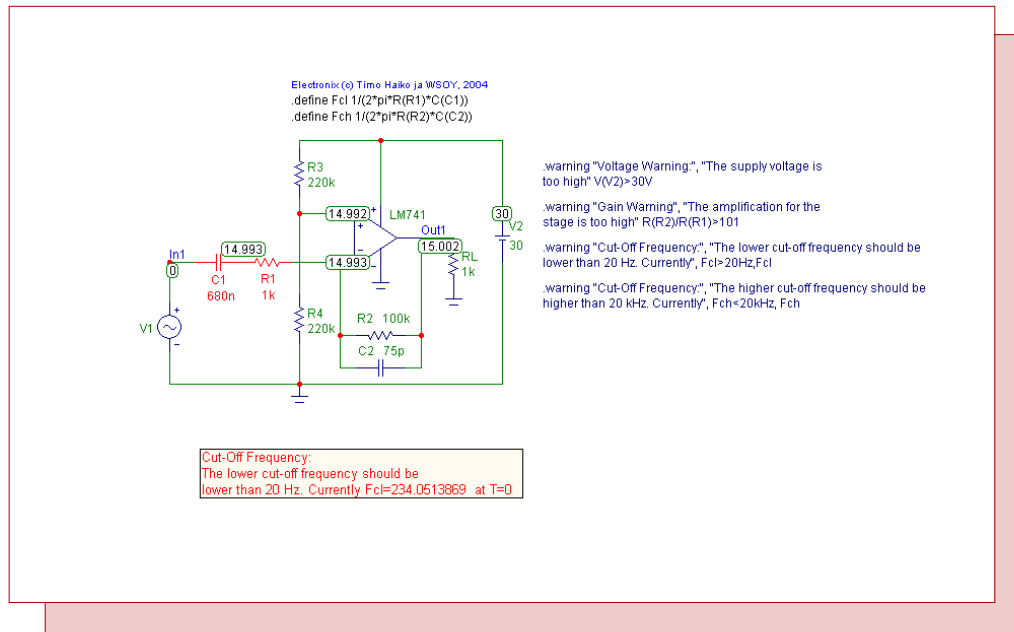 Electronix (c) Timo Haiko ja WSOY, 2004
.define Fcl 1/(2*pi*R(R1)*C(C1))
.define Fch 1/(2*pi*R(R2)*C(C2))
R3
220k
14.992
+
LM741
+
-
Out1
15.002
RL
1k
30
V2
30
In1
0
14.993
C1
680n
R1
1k
14.993
-
R4
220k
R2 100k
C2 75p
V1
+
-
.warning "Voltage Warning:", "The supply voltage is
too high" V(V2)>30V
.warning "Gain Warning", "The amplification for the
stage is too high" R(R2)/R(R1)>101
.warning "Cut-Off Frequency:", "The lower cut-off frequency should be
lower than 20 Hz. Currently", Fcl>20Hz,Fcl
.warning "Cut-Off Frequency:", "The higher cut-off frequency should be
higher than 20 kHz. Currently", Fch<20kHz, Fch
Cut-Off Frequency:
The lower cut-off frequency should be
lower than 20 Hz. Currently Fcl=234.0513869 at T=0